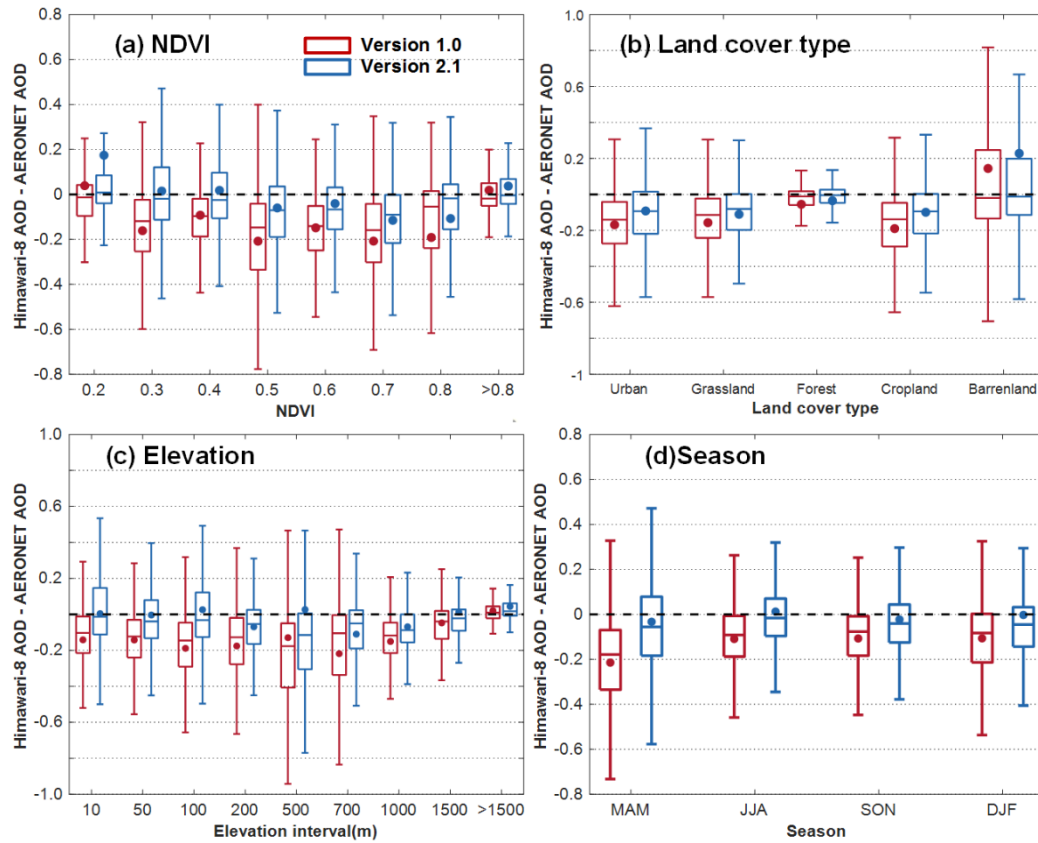 (a) NDVI
Version 1.0
Version 2.1
Himawari-8 AOD - AERONET AOD
0.8
0.6
0.4
0.2
0
-0.2
-0.4
-0.6
-0.8
0.2 0.3 0.4 0.5 0.6 0.7 0.8 >0.8
NDVI
(b) Land cover type
Himawari-8 AOD - AERONET AOD
1.0
0.6
0.2
0
-0.2
-0.6
-1
Urban Grassland Forest Cropland Barrenland
Land cover type
(c) Elevation
Himawari-8 AOD - AERONET AOD
1.0
0.6
0.2
0
-0.2
-0.6
-1.0
10 50 100 200 500 700 1000 1500 >1500
Elevation interval(m)
(d)Season
Himawari-8 AOD - AERONET AOD
0.8
0.6
0.4
0.2
0
-0.2
-0.4
-0.6
-0.8
MAM JJA SON DJF
Season